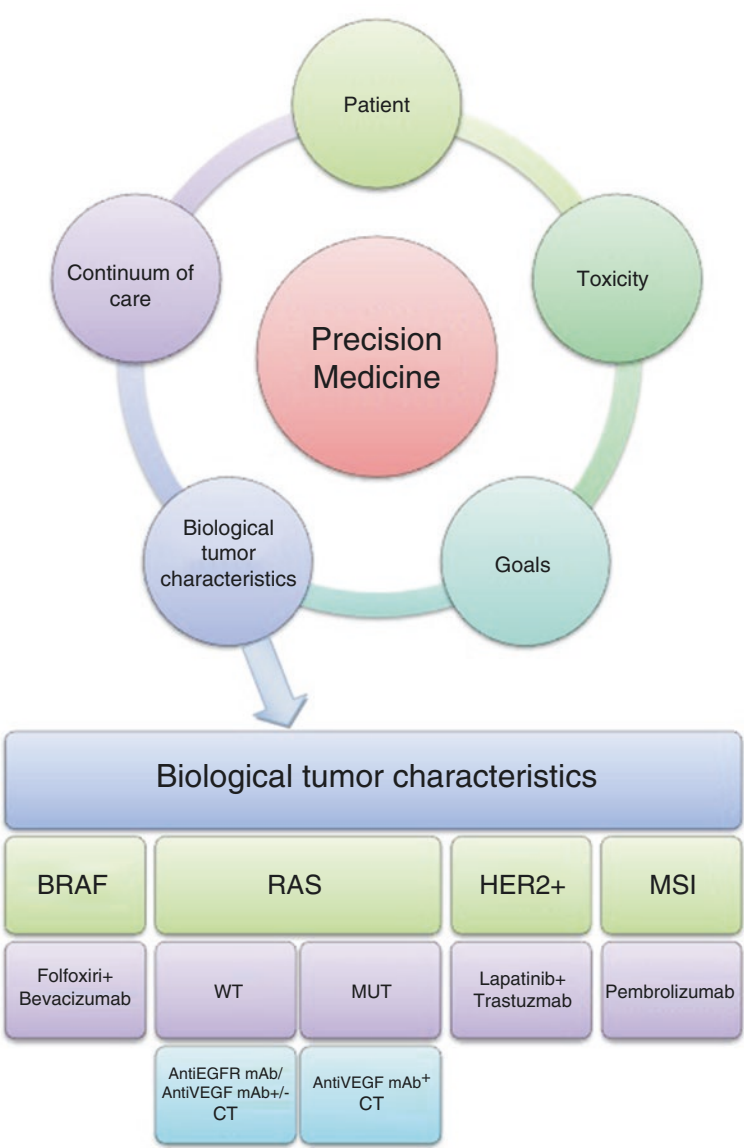 Patient
Continuum of
care
Toxicity
Precision
Medicine
Biological
tumor
characteristics
Goals
Biological tumor characteristics
BRAF
RAS
HER2+
MSI
Folfoxiri+
Bevacizumab
WT
MUT
Lapatinib+
Trastuzmab
Pembrolizumab
AntiEGFR mAb/
AntiVEGF mAb+/-
CT
AntiVEGF mAb⁺
CT